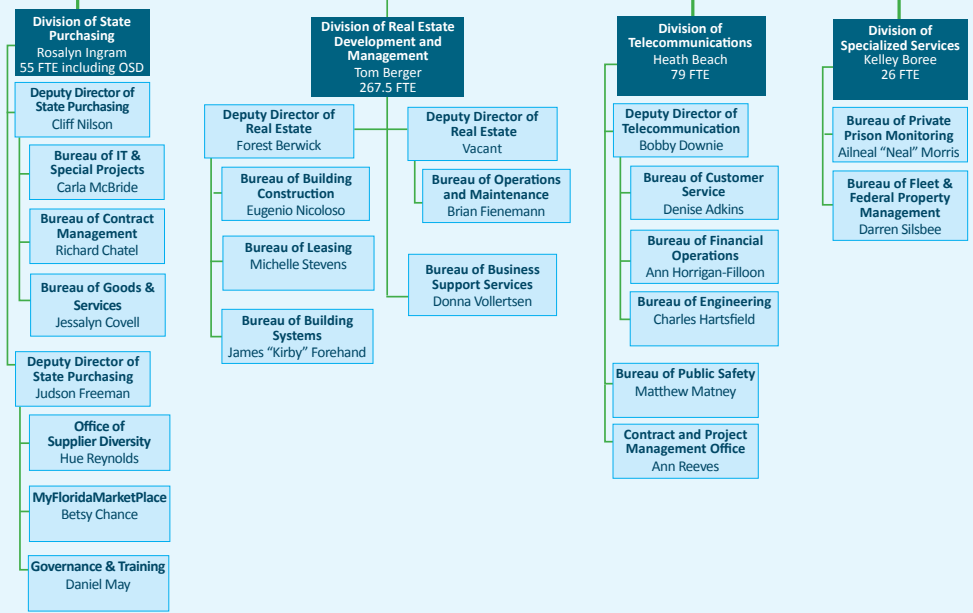 Division of State
Purchasing
Rosalyn Ingram
55 FTE including OSD
Deputy Director of
State Purchasing
Cliff Nilson
Bureau of IT &
Special Projects
Carla McBride
Bureau of Contract
Management
Richard Chatel
Bureau of Goods &
Services
Jessalyn Covell
Deputy Director of
State Purchasing
Judson Freeman
Office of
Supplier Diversity
Hue Reynolds
MyFloridaMarketPlace
Betsy Chance
Governance & Training
Daniel May
Division of Real Estate
Development and
Management
Tom Berger
267.5 FTE
Deputy Director of
Real Estate
Forest Berwick
Bureau of Building
Construction
Eugenio Nicoloso
Bureau of Leasing
Michelle Stevens
Bureau of Building
Systems
James “Kirby” Forehand
Deputy Director of
Real Estate
Vacant
Bureau of Operations
and Maintenance
Brian Fienemann
Bureau of Business
Support Services
Donna Vollertsen
Division of
Telecommunications
Heath Beach
79 FTE
Deputy Director of
Telecommunication
Bobby Downie
Bureau of Customer
Service
Denise Adkins
Bureau of Financial
Operations
Ann Horrigan-Filloon
Bureau of Engineering
Charles Hartsfield
Bureau of Public Safety
Matthew Matney
Contract and Project
Management Office
Ann Reeves
Division of
Specialized Services
Kelley Boree
26 FTE
Bureau of Private
Prison Monitoring
Ailneal “Neal” Morris
Bureau of Fleet &
Federal Property
Management
Darren Silsbee